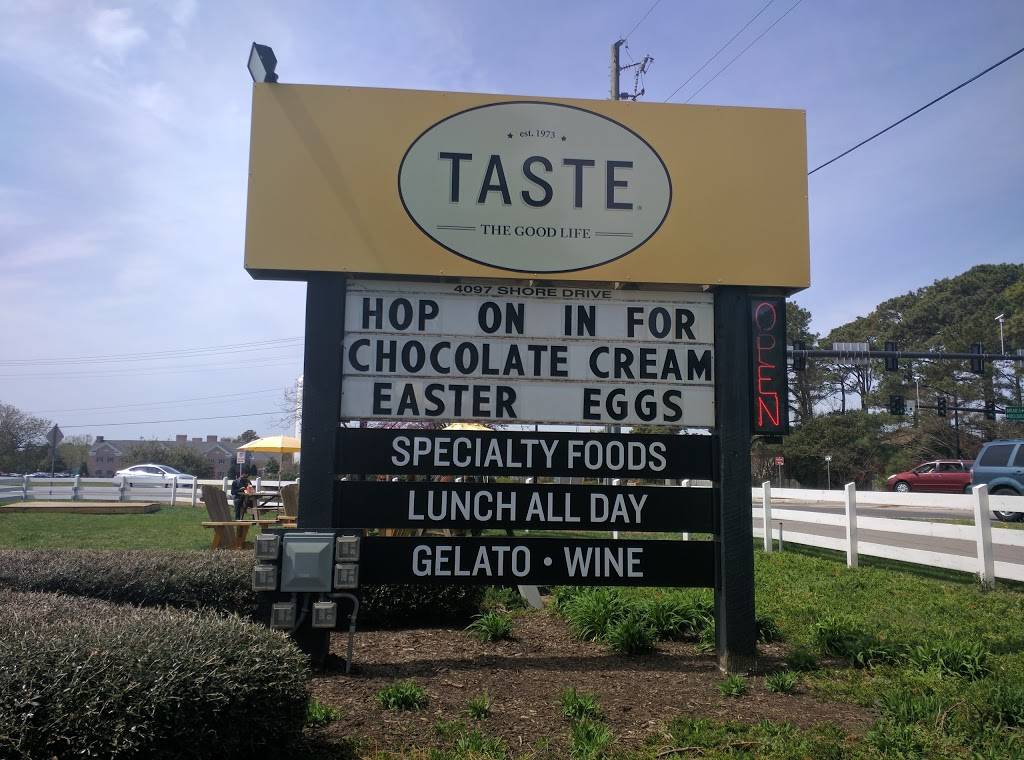 ★ est. 1973 ★
TASTE®
THE GOOD LIFE
4097 SHORE DRIVE
HOP ON IN FOR
CHOCOLATE CREAM
EASTER EGGS
OPEN
SPECIALTY FOODS
LUNCH ALL DAY
GELATO • WINE